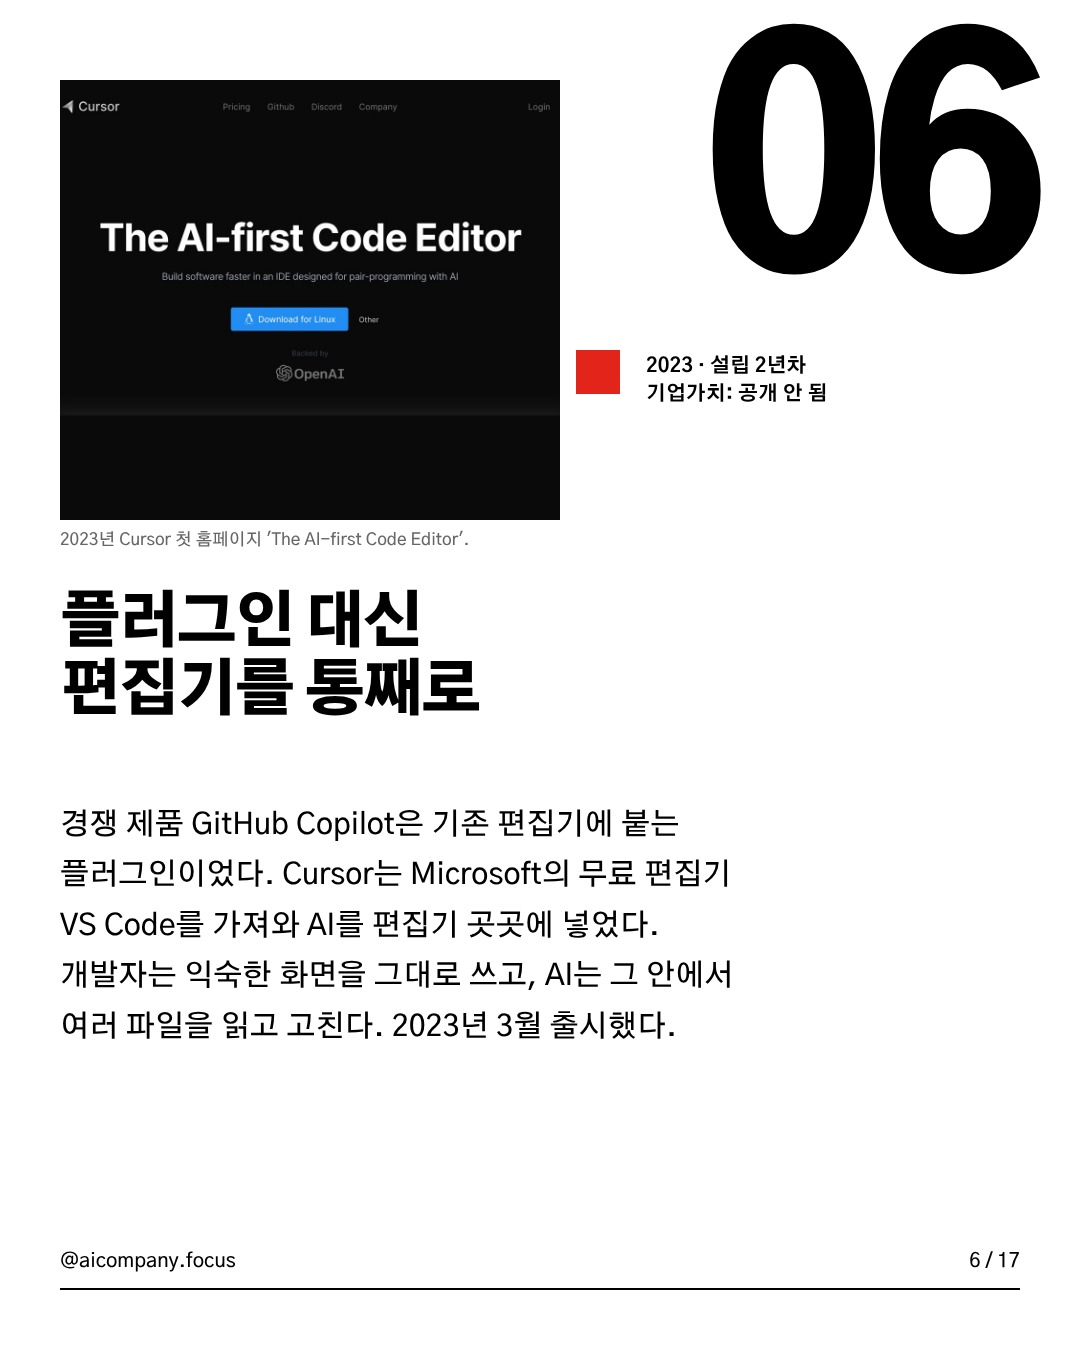 06
Cursor
Pricing Github Discord Company Login
The AI-first Code Editor
Build software faster in an IDE designed for pair-programming with AI
Download for Linux Other
Backed by
OpenAI
2023 · 설립 2년차
기업가치: 공개 안 됨
2023년 Cursor 첫 홈페이지 'The AI-first Code Editor'.
플러그인 대신
편집기를 통째로
경쟁 제품 GitHub Copilot은 기존 편집기에 붙는
플러그인이었다. Cursor는 Microsoft의 무료 편집기
VS Code를 가져와 AI를 편집기 곳곳에 넣었다.
개발자는 익숙한 화면을 그대로 쓰고, AI는 그 안에서
여러 파일을 읽고 고친다. 2023년 3월 출시했다.
@aicompany.focus
6 / 17